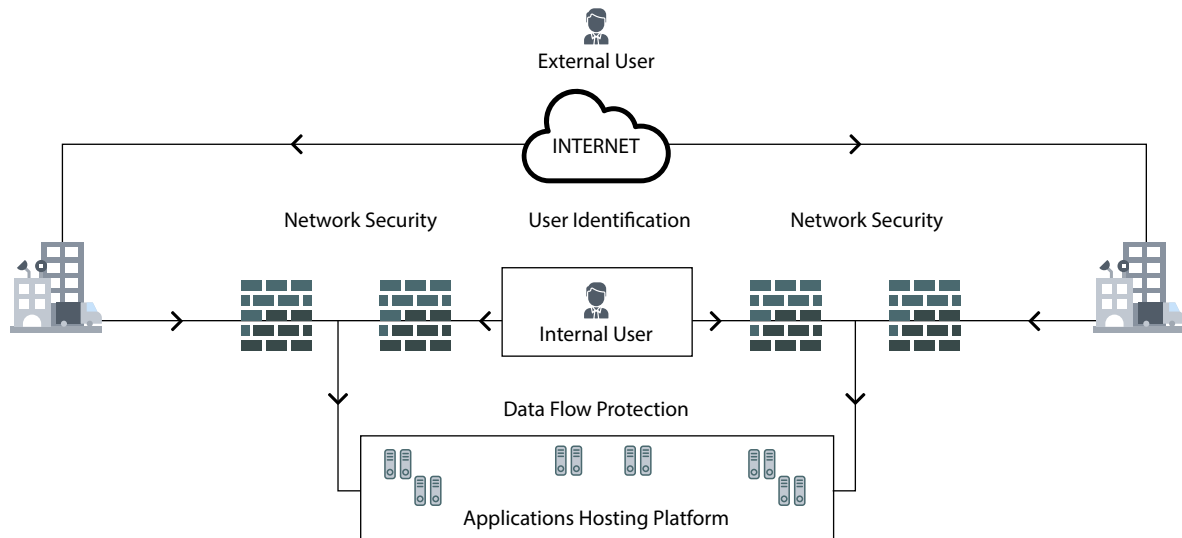 External User
INTERNET
Network Security
User Identification
Network Security
Internal User
Data Flow Protection
Applications Hosting Platform